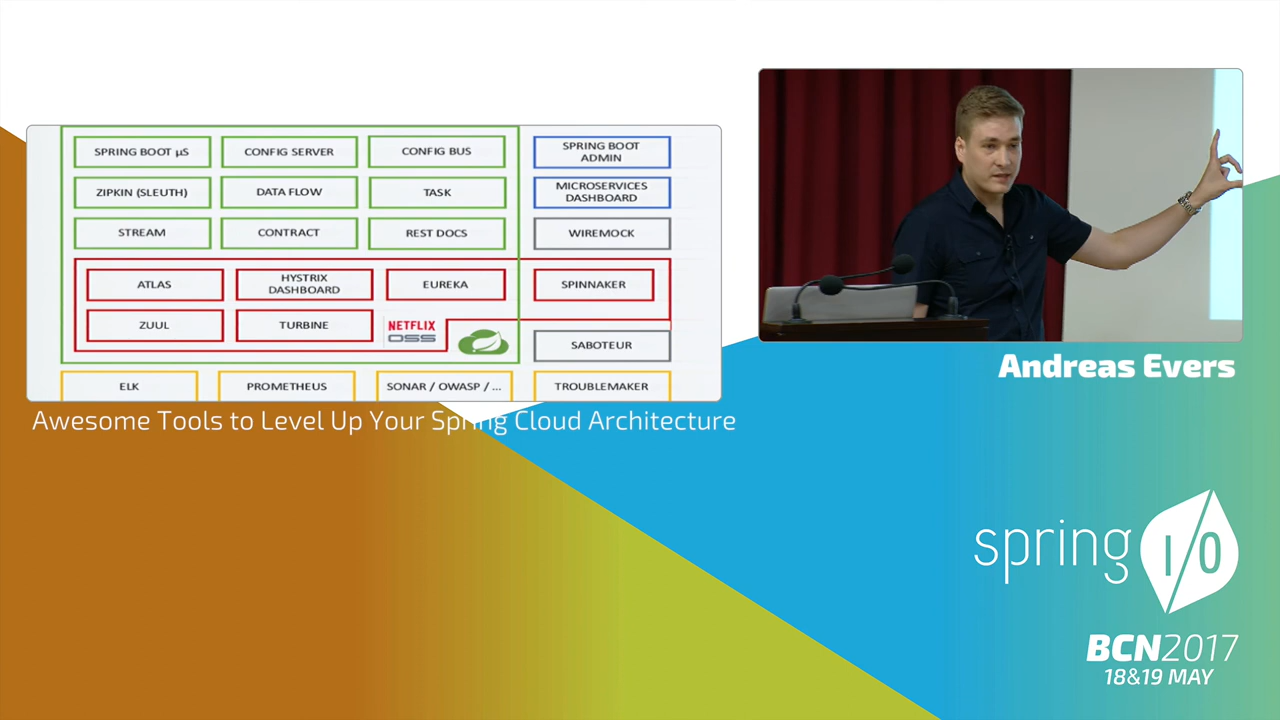 SPRING BOOT µS
CONFIG SERVER
CONFIG BUS
SPRING BOOT
ADMIN
ZIPKIN (SLEUTH)
DATA FLOW
TASK
MICROSERVICES
DASHBOARD
STREAM
CONTRACT
REST DOCS
WIREMOCK
ATLAS
HYSTRIX
DASHBOARD
EUREKA
SPINNAKER
ZUUL
TURBINE
NETFLIX
OSS
SABOTEUR
ELK
PROMETHEUS
SONAR / OWASP / ...
TROUBLEMAKER
Andreas Evers
Awesome Tools to Level Up Your Spring Cloud Architecture
spring I/O
BCN2017
18&19 MAY